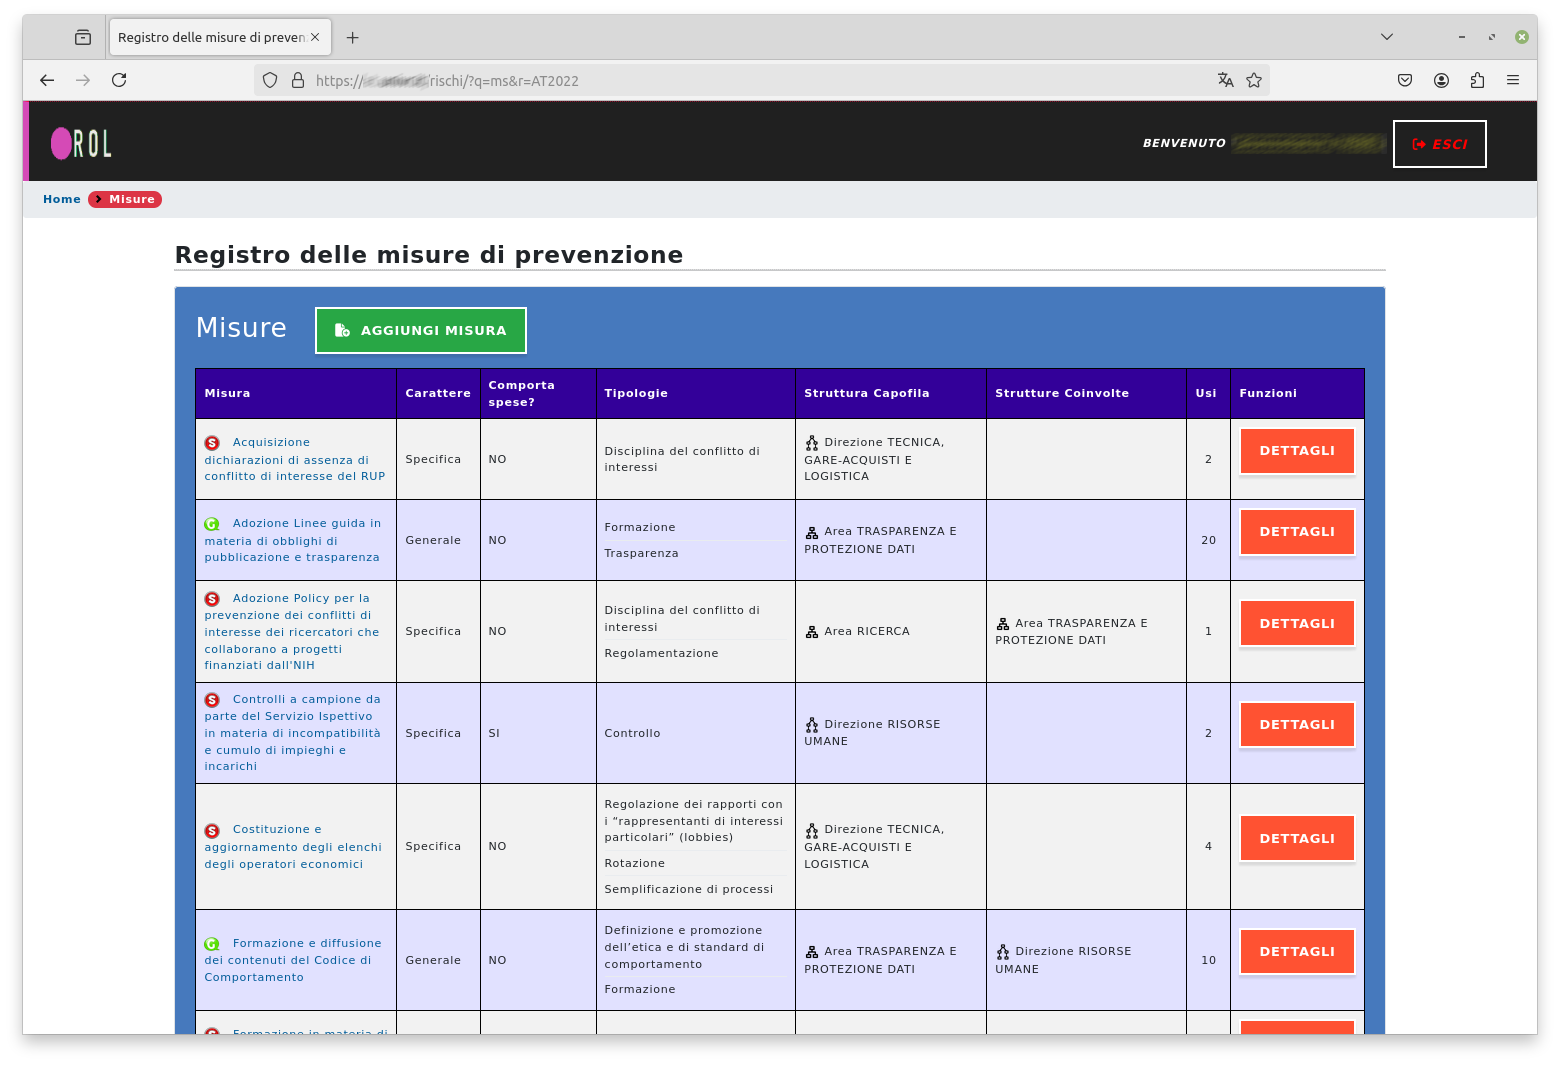 Registro delle misure di preven
https://
/rischi/?q=ms&r=AT2022
ROL
BENVENUTO
ESCI
Home
Misure
Registro delle misure di prevenzione
Misure
AGGIUNGI MISURA
Misura
Carattere
Comporta
spese?
Tipologie
Struttura Capofila
Strutture Coinvolte
Usi
Funzioni
S Acquisizione
dichiarazioni di assenza di
conflitto di interesse del RUP
Specifica
NO
Disciplina del conflitto di
interessi
Direzione TECNICA,
GARE-ACQUISTI E
LOGISTICA
2
DETTAGLI
G Adozione Linee guida in
materia di obblighi di
pubblicazione e trasparenza
Generale
NO
Formazione
Trasparenza
Area TRASPARENZA E
PROTEZIONE DATI
20
DETTAGLI
S Adozione Policy per la
prevenzione dei conflitti di
interesse dei ricercatori che
collaborano a progetti
finanziati dall'NIH
Specifica
NO
Disciplina del conflitto di
interessi
Regolamentazione
Area RICERCA
Area TRASPARENZA E
PROTEZIONE DATI
1
DETTAGLI
S Controlli a campione da
parte del Servizio Ispettivo
in materia di incompatibilità
e cumulo di impieghi e
incarichi
Specifica
SI
Controllo
Direzione RISORSE
UMANE
2
DETTAGLI
S Costituzione e
aggiornamento degli elenchi
degli operatori economici
Specifica
NO
Regolazione dei rapporti con
i “rappresentanti di interessi
particolari” (lobbies)
Rotazione
Semplificazione di processi
Direzione TECNICA,
GARE-ACQUISTI E
LOGISTICA
4
DETTAGLI
G Formazione e diffusione
dei contenuti del Codice di
Comportamento
Generale
NO
Definizione e promozione
dell’etica e di standard di
comportamento
Formazione
Area TRASPARENZA E
PROTEZIONE DATI
Direzione RISORSE
UMANE
10
DETTAGLI
Formazione in materia di